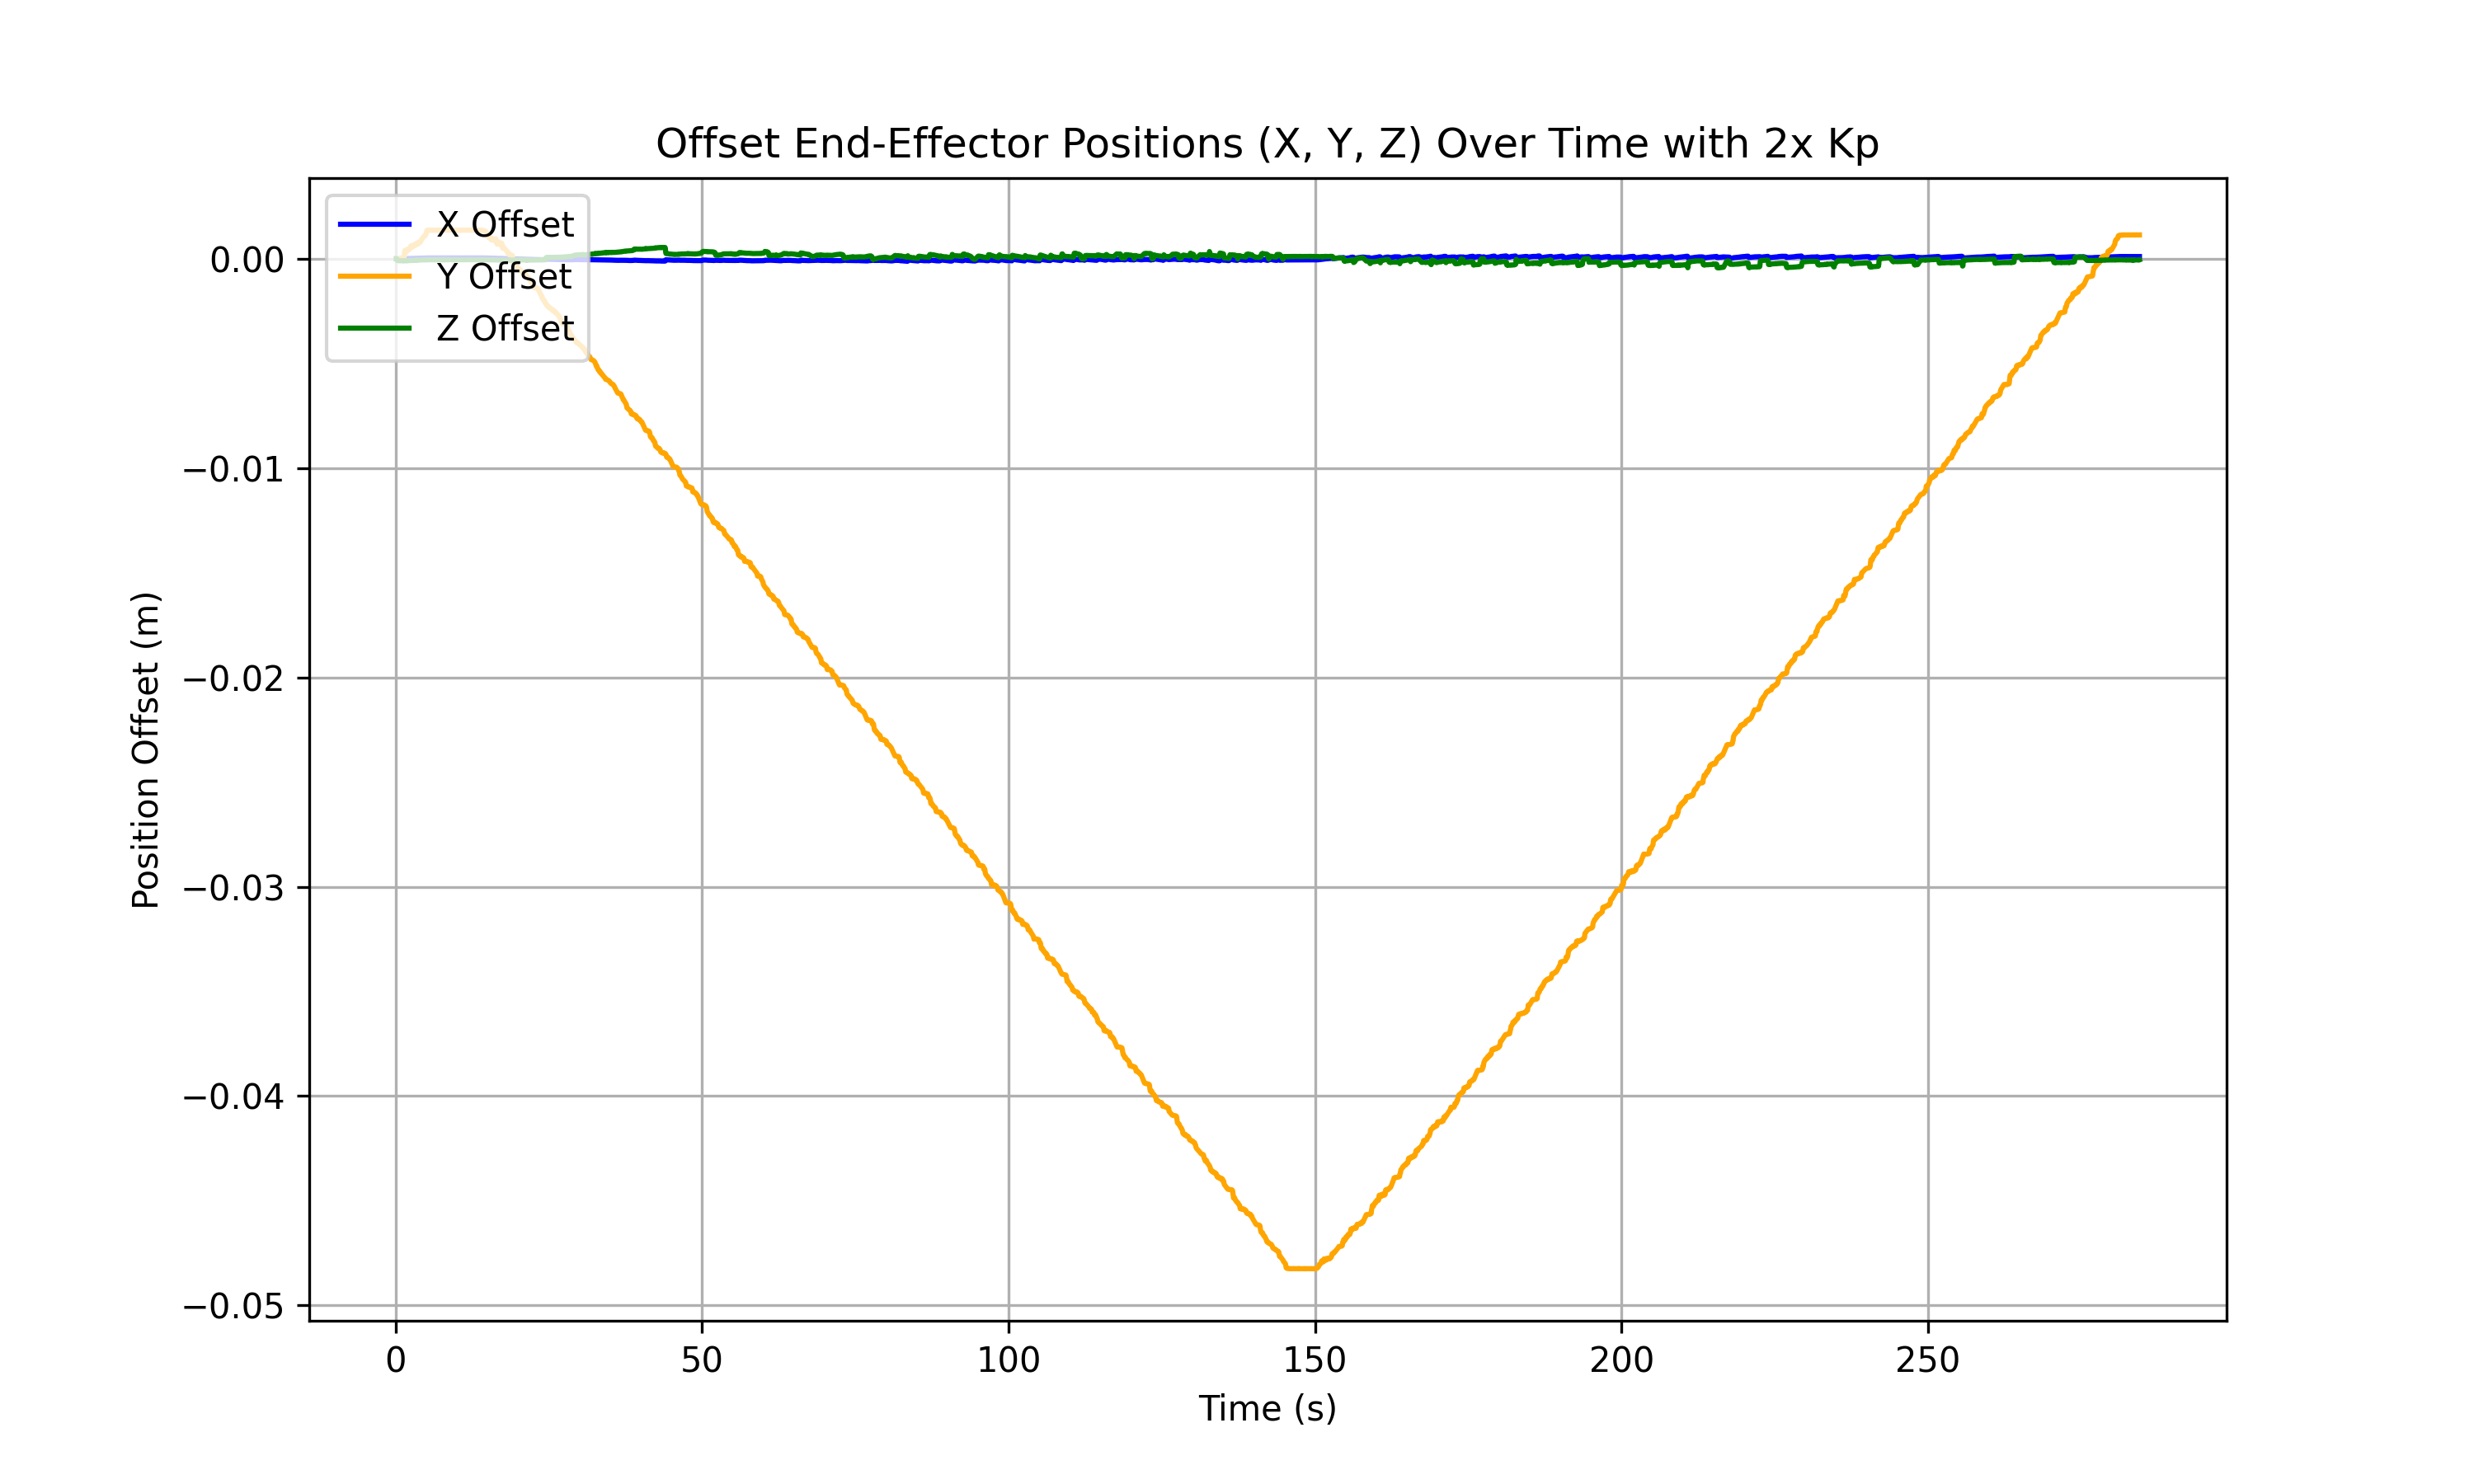 Offset End-Effector Positions (X, Y, Z) Over Time with 2x Kp
X Offset
Y Offset
Z Offset
0.00
−0.01
−0.02
−0.03
−0.04
−0.05
Position Offset (m)
0 50 100 150 200 250
Time (s)